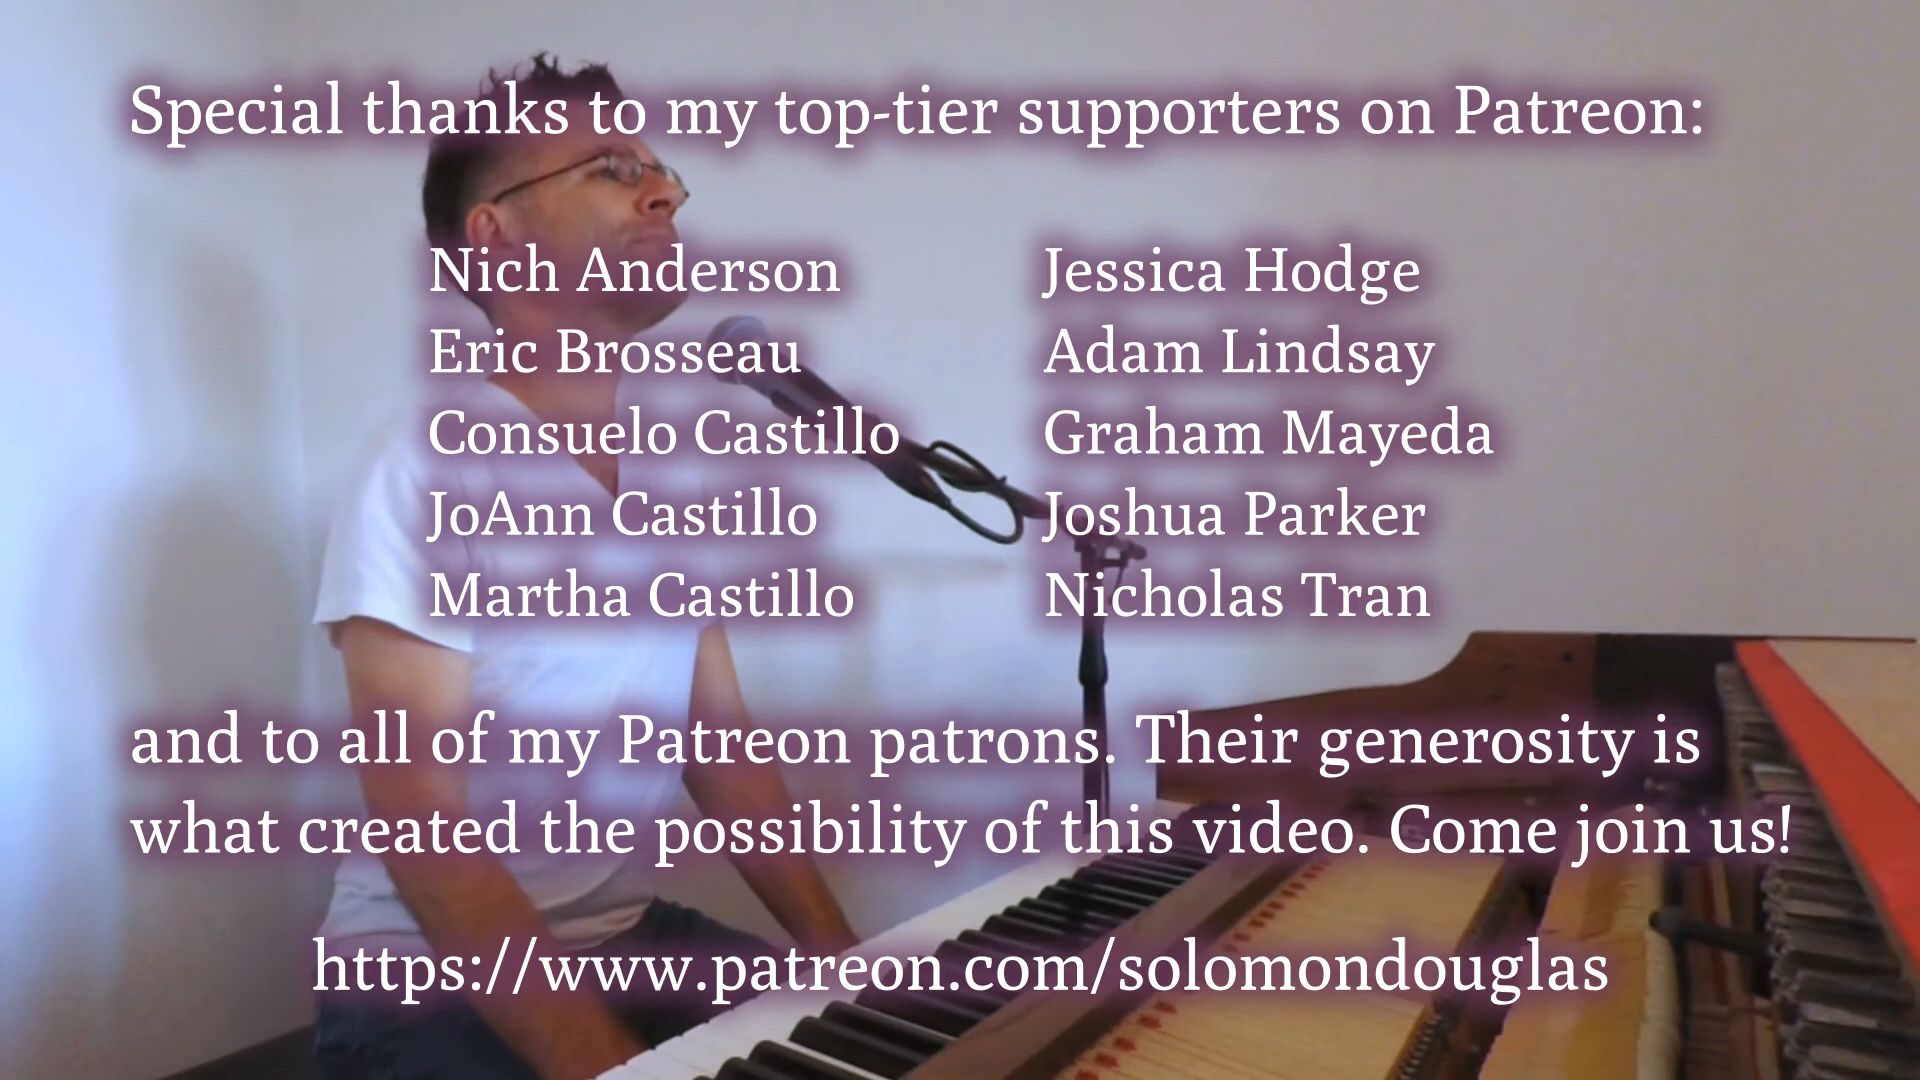 Special thanks to my top-tier supporters on Patreon:
Nich Anderson
Eric Brosseau
Consuelo Castillo
JoAnn Castillo
Martha Castillo
Jessica Hodge
Adam Lindsay
Graham Mayeda
Joshua Parker
Nicholas Tran
and to all of my Patreon patrons. Their generosity is
what created the possibility of this video. Come join us!
https://www.patreon.com/solomondouglas